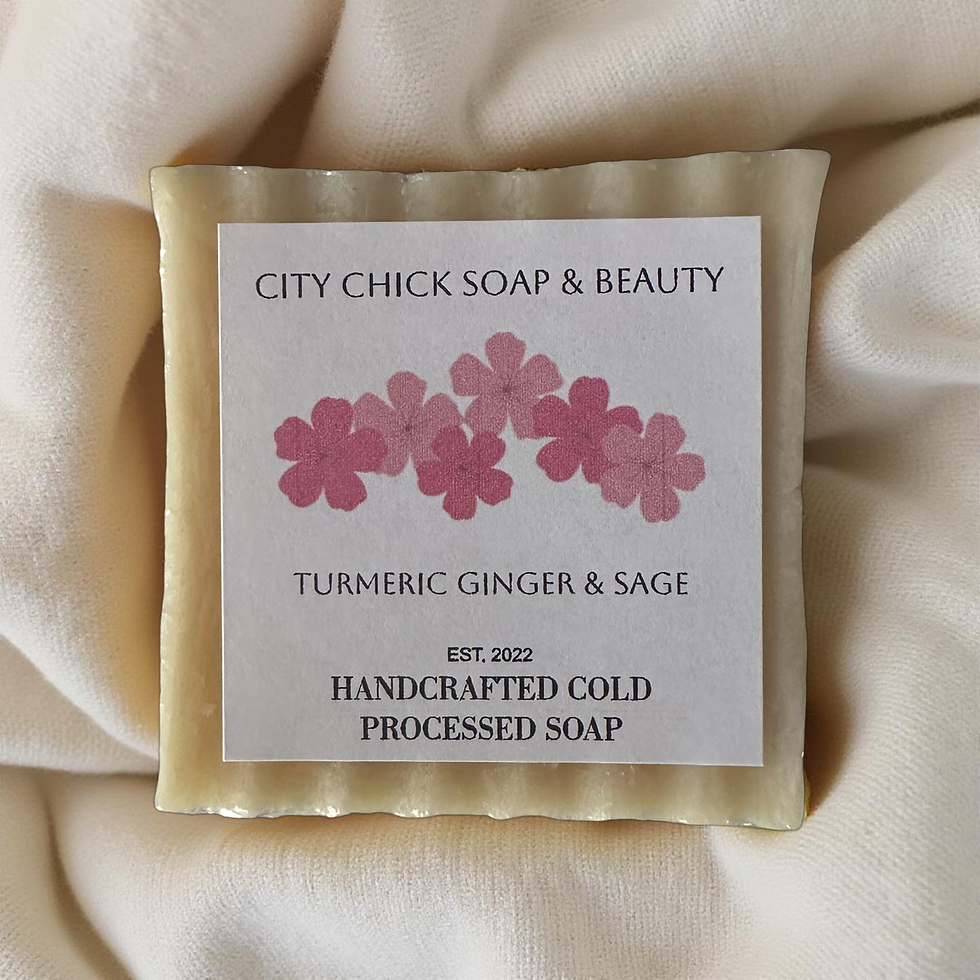 CITY CHICK SOAP & BEAUTY
TURMERIC GINGER & SAGE
EST. 2022
HANDCRAFTED COLD
PROCESSED SOAP